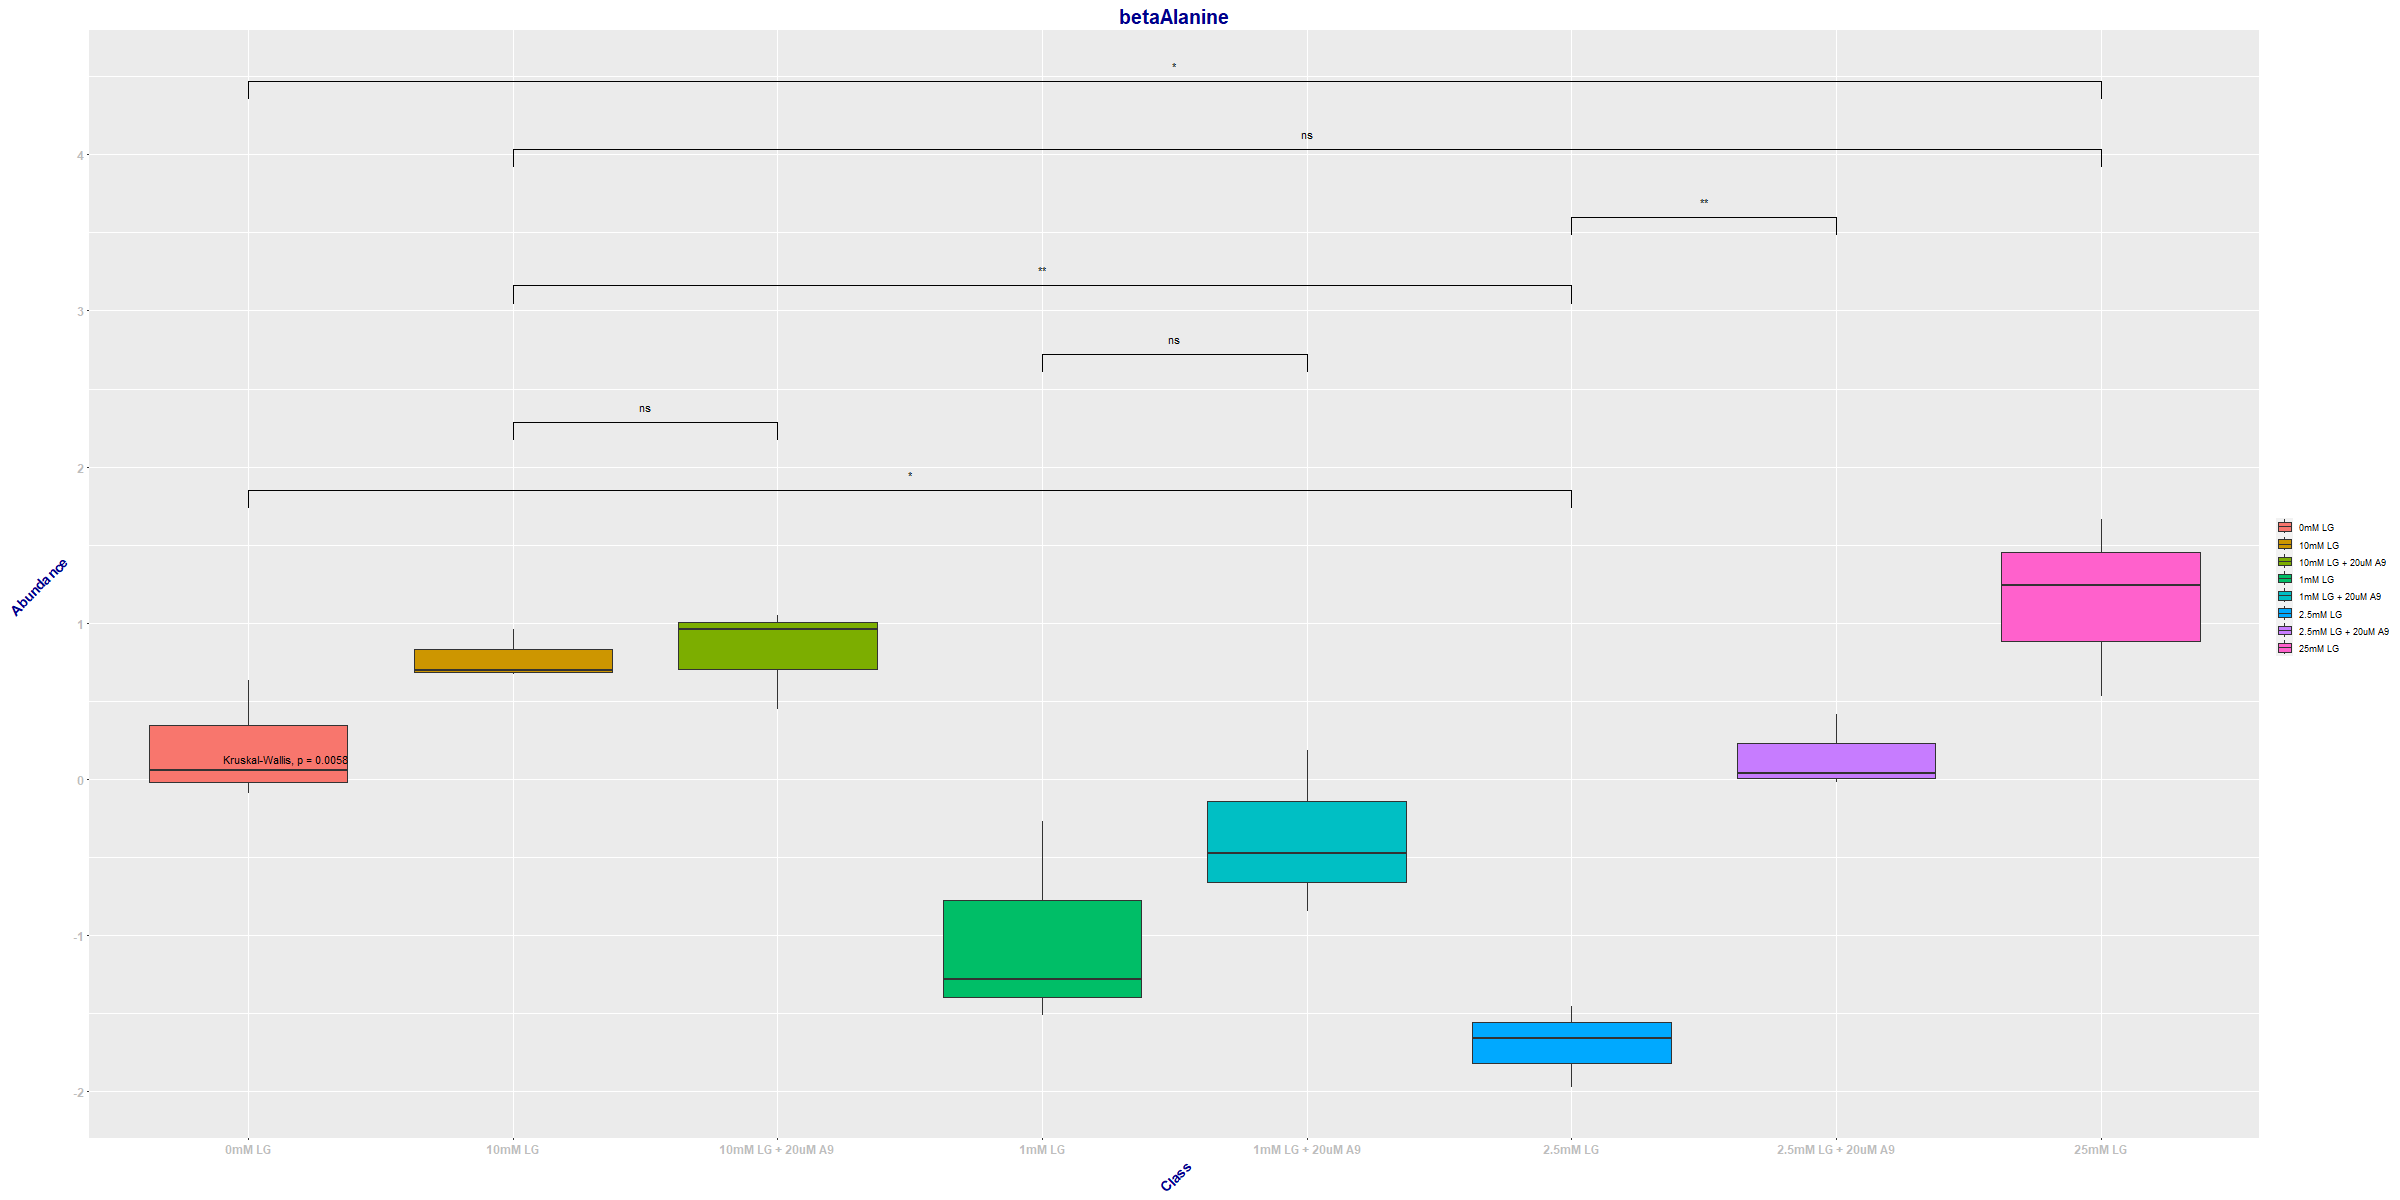 betaAlanine
*
ns
4
**
**
3
ns
ns
2
*
0mM LG
10mM LG
10mM LG + 20uM A9
1mM LG
1mM LG + 20uM A9
2.5mM LG
2.5mM LG + 20uM A9
25mM LG
Abundance
1
Kruskal-Wallis, p = 0.0058
0
-1
-2
0mM LG
10mM LG
10mM LG + 20uM A9
1mM LG
1mM LG + 20uM A9
2.5mM LG
2.5mM LG + 20uM A9
25mM LG
Class